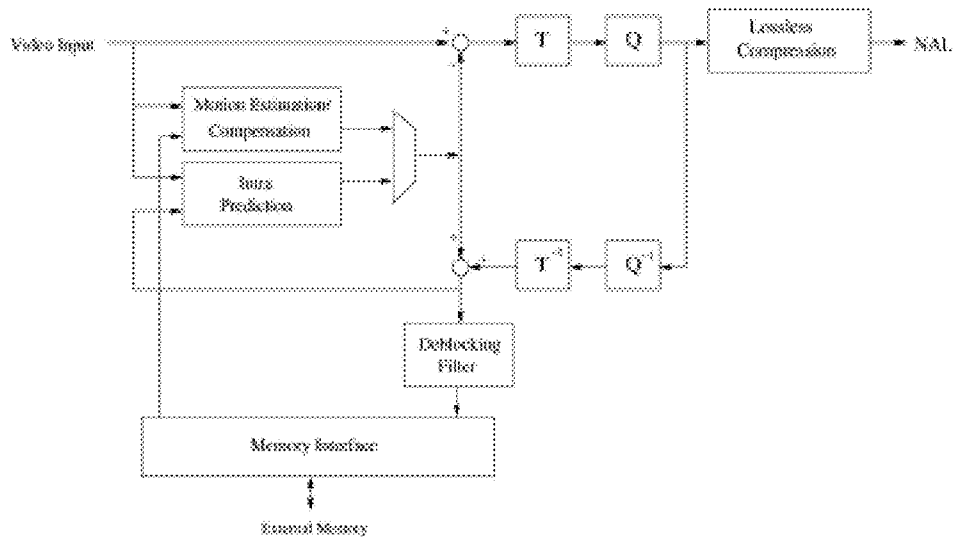 Video Input
+
-
T
Q
Lossless
Compression
NAL
Motion Estimation/
Compensation
Intra
Prediction
+
+
T⁻¹
Q⁻¹
Deblocking
Filter
Memory Interface
External Memory